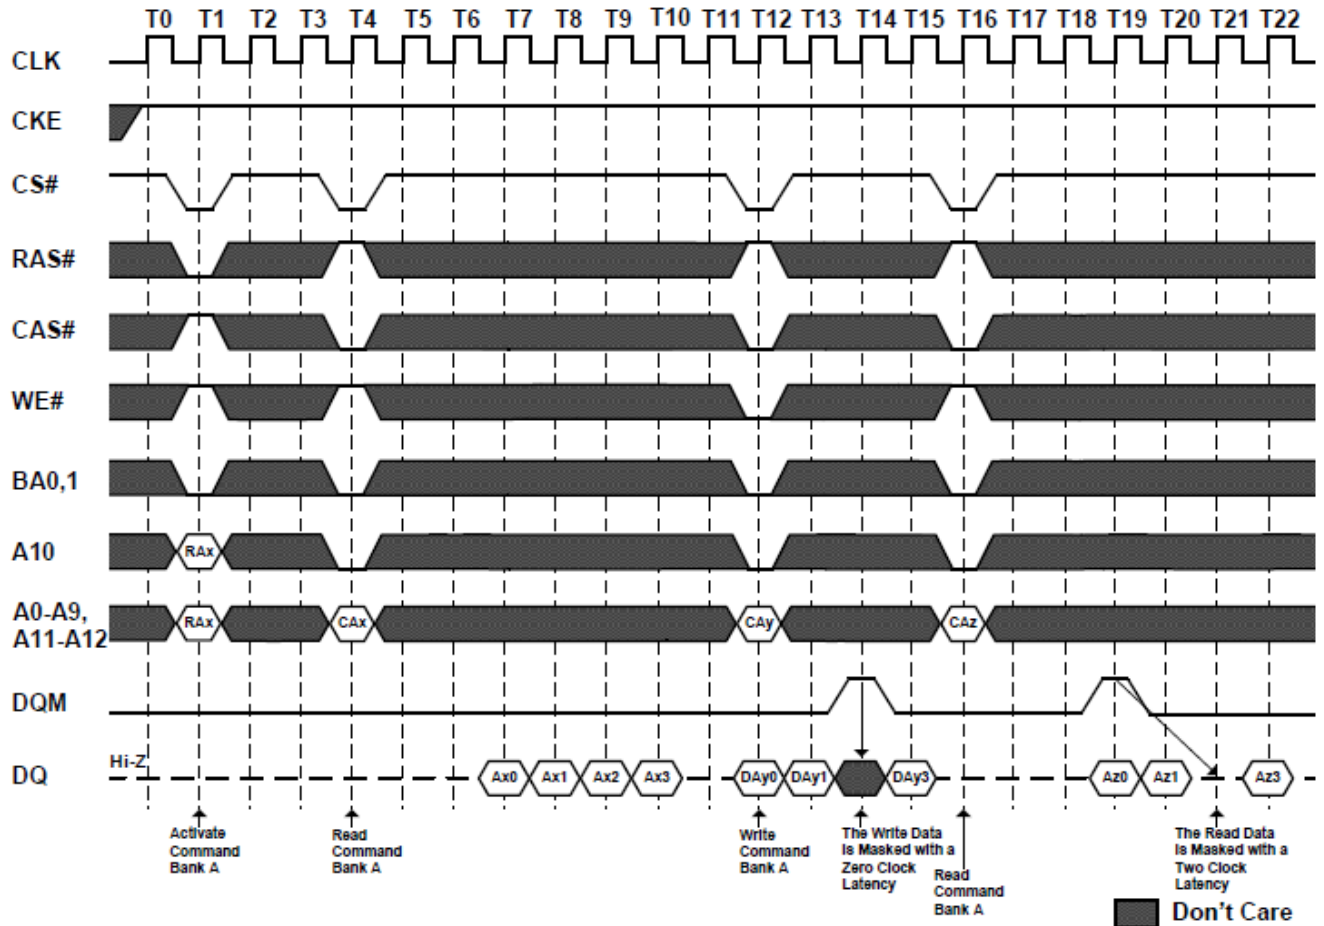 T0 T1 T2 T3 T4 T5 T6 T7 T8 T9 T10 T11 T12 T13 T14 T15 T16 T17 T18 T19 T20 T21 T22
CLK
CKE
CS#
RAS#
CAS#
WE#
BA0,1
A10
RAx
A0-A9,
A11-A12
RAx CAx CAy CAz
DQM
DQ
Hi-Z
Ax0 Ax1 Ax2 Ax3 DAy0 DAy1 DAy3 Az0 Az1 Az3
Activate
Command
Bank A
Read
Command
Bank A
Write
Command
Bank A
The Write Data
is Masked with a
Zero Clock
Latency
Read
Command
Bank A
The Read Data
is Masked with a
Two Clock
Latency
Don't Care